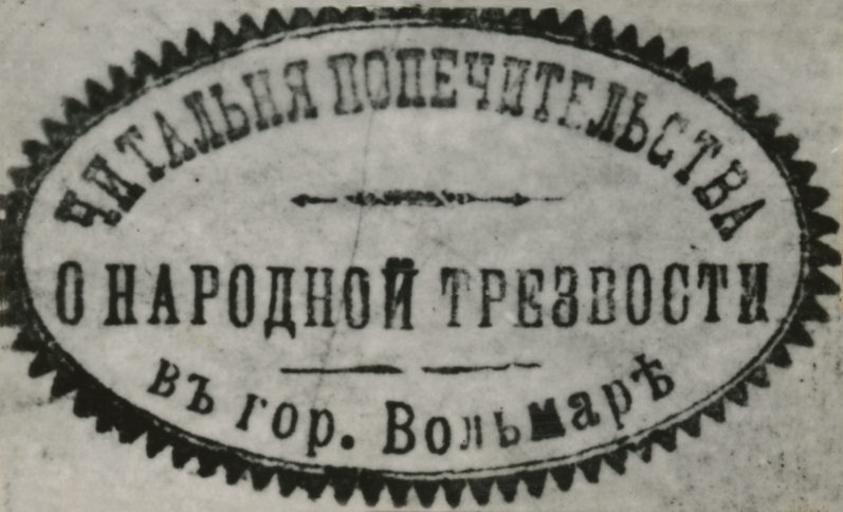 ЧИТАЛЬНЯ ПОПЕЧИТЕЛЬСТВА
О НАРОДНОЙ ТРЕЗВОСТИ
въ гор. Вольмарѣ